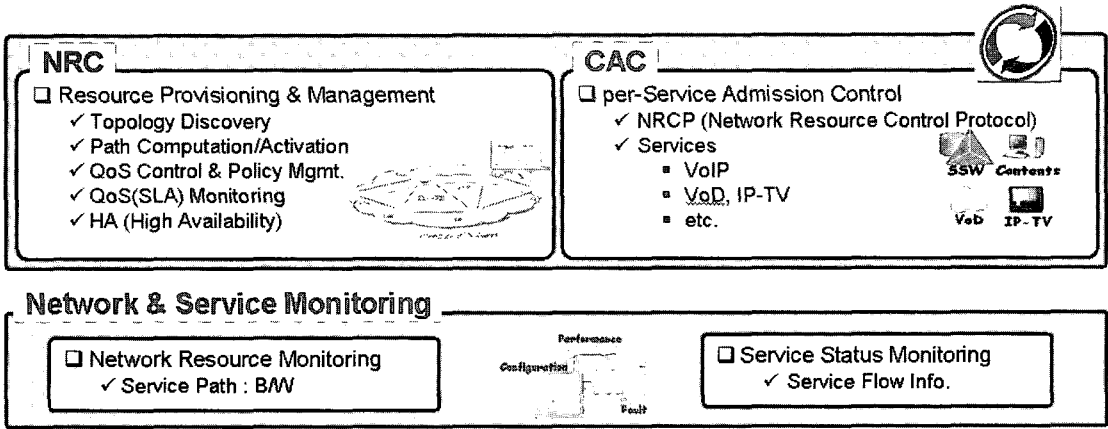 NRC
❑ Resource Provisioning & Management
✓ Topology Discovery
✓ Path Computation/Activation
✓ QoS Control & Policy Mgmt.
✓ QoS(SLA) Monitoring
✓ HA (High Availability)
CAC
❑ per-Service Admission Control
✓ NRCP (Network Resource Control Protocol)
✓ Services
▪ VoIP
▪ VoD, IP-TV
▪ etc.
SSW Contents
VoD IP-TV
Network & Service Monitoring
❑ Network Resource Monitoring
✓ Service Path : B/W
Performance
Configuration
Fault
❑ Service Status Monitoring
✓ Service Flow Info.